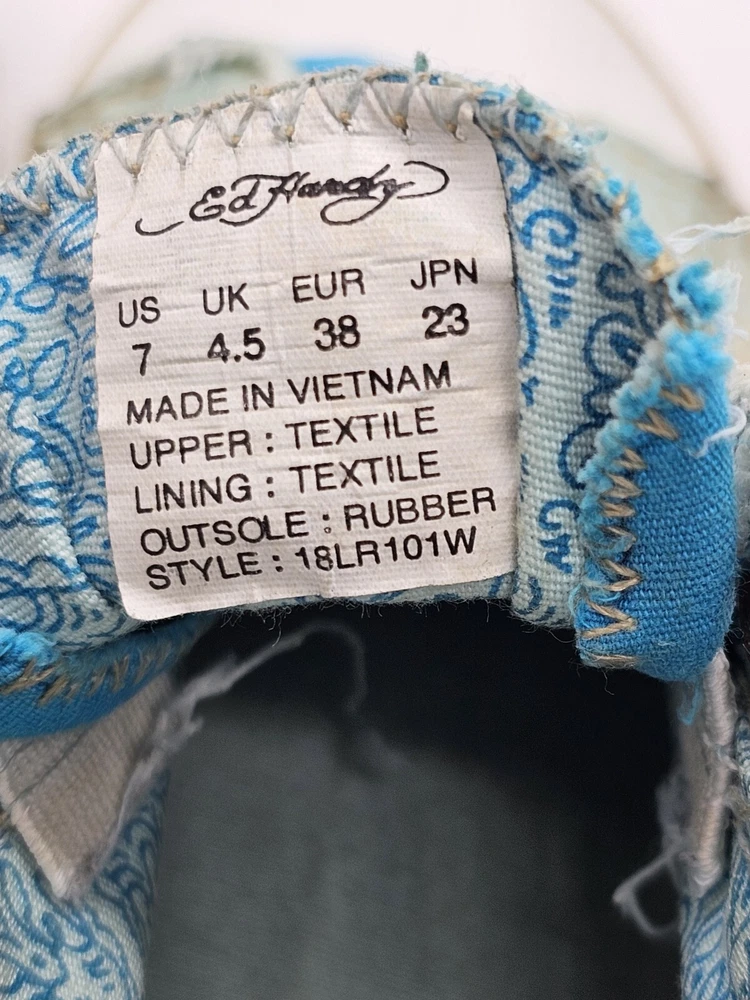 Ed Hardy
US UK EUR JPN
7 4.5 38 23
MADE IN VIETNAM
UPPER : TEXTILE
LINING : TEXTILE
OUTSOLE : RUBBER
STYLE : 18LR101W